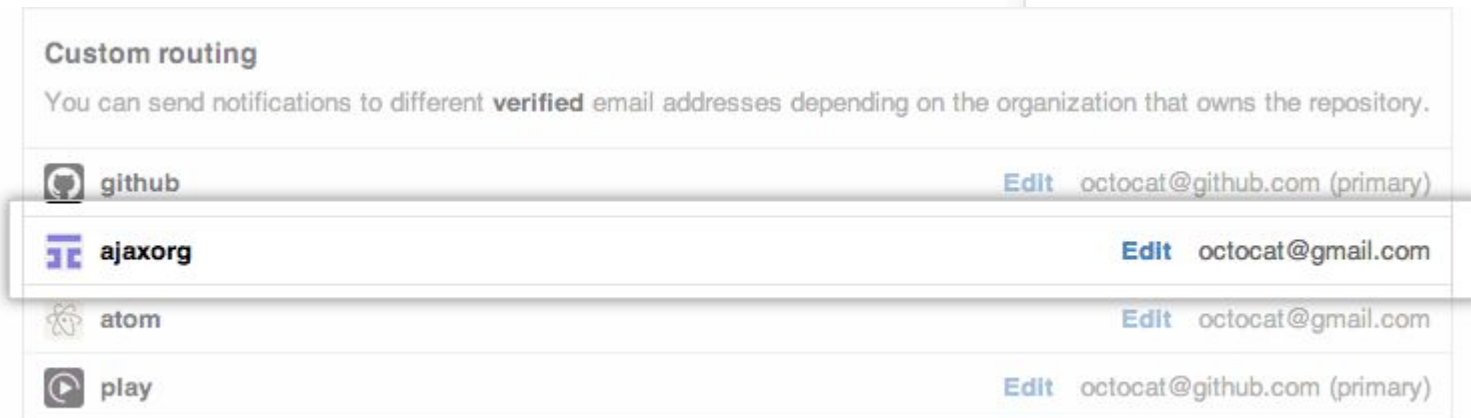 Custom routing
You can send notifications to different verified email addresses depending on the organization that owns the repository.
github Edit octocat@github.com (primary)
ajaxorg Edit octocat@gmail.com
atom Edit octocat@gmail.com
play Edit octocat@github.com (primary)